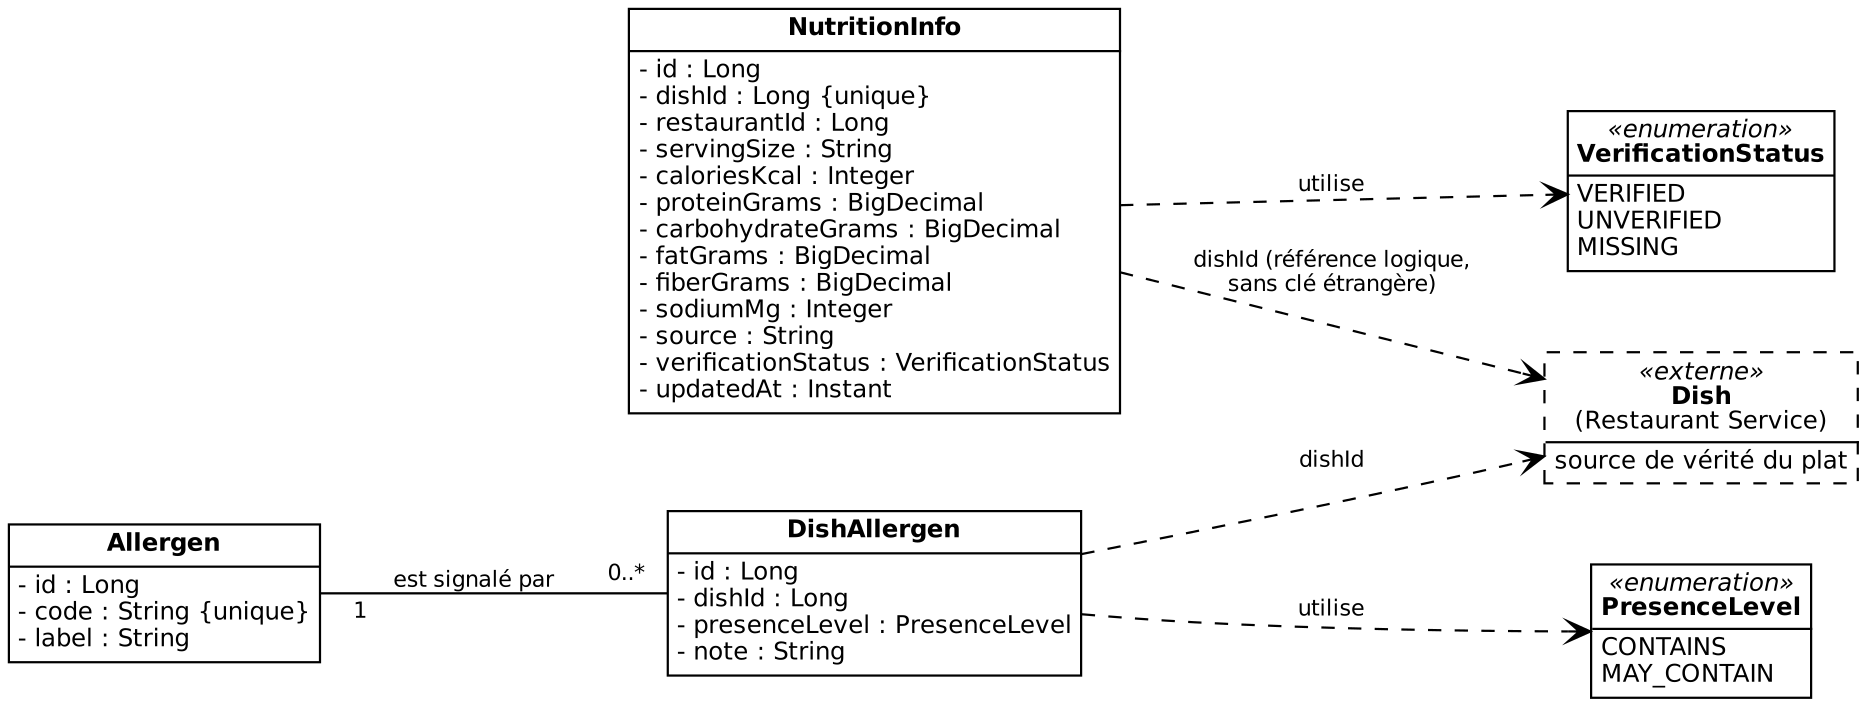 NutritionInfo
- id : Long
- dishId : Long {unique}
- restaurantId : Long
- servingSize : String
- caloriesKcal : Integer
- proteinGrams : BigDecimal
- carbohydrateGrams : BigDecimal
- fatGrams : BigDecimal
- fiberGrams : BigDecimal
- sodiumMg : Integer
- source : String
- verificationStatus : VerificationStatus
- updatedAt : Instant
utilise
«enumeration»
VerificationStatus
VERIFIED
UNVERIFIED
MISSING
dishId (référence logique,
sans clé étrangère)
«externe»
Dish
(Restaurant Service)
source de vérité du plat
dishId
Allergen
- id : Long
- code : String {unique}
- label : String
est signalé par
0..*
1
DishAllergen
- id : Long
- dishId : Long
- presenceLevel : PresenceLevel
- note : String
utilise
«enumeration»
PresenceLevel
CONTAINS
MAY_CONTAIN